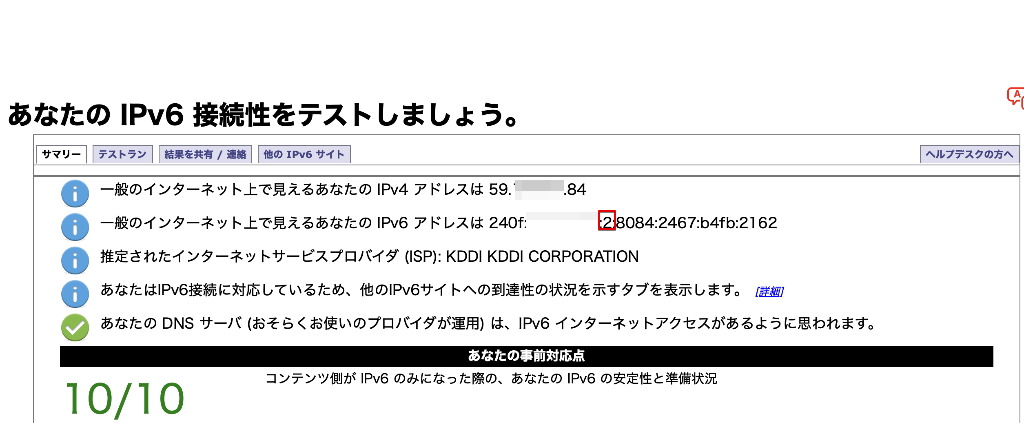 あなたの IPv6 接続性をテストしましょう。
サマリー テストラン 結果を共有 / 連絡 他の IPv6 サイト ヘルプデスクの方へ
一般のインターネット上で見えるあなたの IPv4 アドレスは 59. .84
一般のインターネット上で見えるあなたの IPv6 アドレスは 240f: :2:8084:2467:b4fb:2162
推定されたインターネットサービスプロバイダ (ISP): KDDI KDDI CORPORATION
あなたはIPv6接続に対応しているため、他のIPv6サイトへの到達性の状況を示すタブを表示します。 [詳細]
あなたの DNS サーバ (おそらくお使いのプロバイダが運用) は、IPv6 インターネットアクセスがあるように思われます。
あなたの事前対応点
10/10 コンテンツ側が IPv6 のみになった際の、あなたの IPv6 の安定性と準備状況